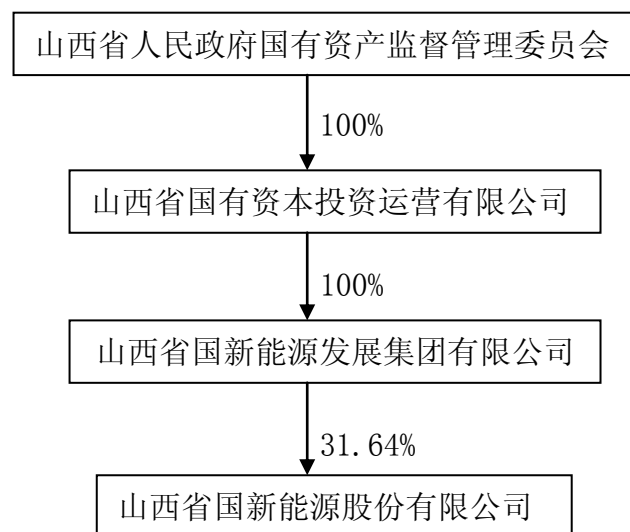 山西省人民政府国有资产监督管理委员会
100%
山西省国有资本投资运营有限公司
100%
山西省国新能源发展集团有限公司
31.64%
山西省国新能源股份有限公司